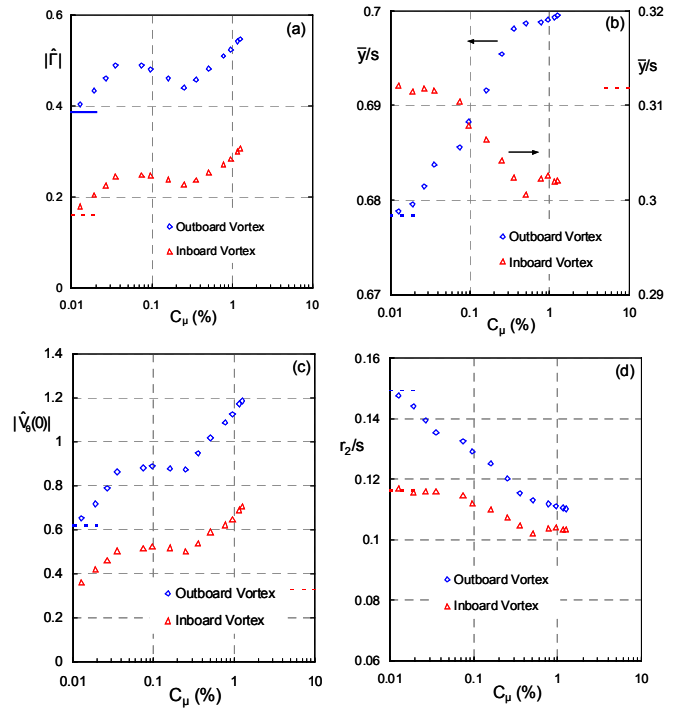 0.6
(a)
|Γ̂|
0.4
0.2
0
Outboard Vortex
Inboard Vortex
0.01 0.1 1 10
Cμ (%)
0.7 0.32
(b)
y̅/s y̅/s
0.69 0.31
0.68 0.3
Outboard Vortex
Inboard Vortex
0.67 0.29
0.01 0.1 1 10
Cμ (%)
1.4
(c)
1.2
|V̂θ(0)|
1
0.8
0.6
0.4
0.2
0
Outboard Vortex
Inboard Vortex
0.01 0.1 1 10
Cμ (%)
0.16
(d)
0.14
r2/s
0.12
0.1
0.08
0.06
Outboard Vortex
Inboard Vortex
0.01 0.1 1 10
Cμ (%)